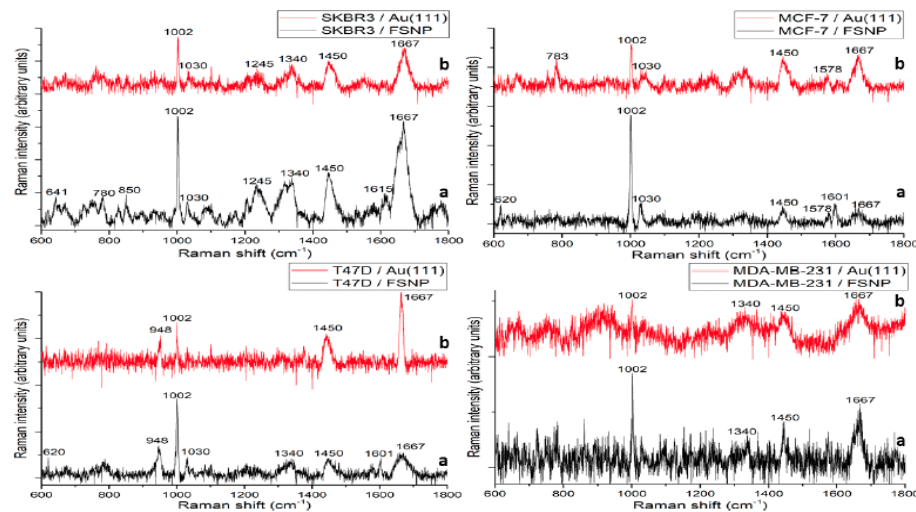 SKBR3 / Au(111)
SKBR3 / FSNP
1002
1030
1245
1340
1450
1667
b
641
780
850
1002
1030
1245
1340
1450
1615
1667
a
Raman intensity (arbitrary units)
600 800 1000 1200 1400 1600 1800
Raman shift (cm⁻¹)
MCF-7 / Au(111)
MCF-7 / FSNP
783
1002
1030
1450
1578
1667
b
620
1030
1450
1578
1601
1667
a
Raman intensity (arbitrary units)
600 800 1000 1200 1400 1600 1800
Raman shift (cm⁻¹)
T47D / Au(111)
T47D / FSNP
948
1002
1450
1667
b
620
948
1002
1030
1340
1450
1601
1667
a
Raman intensity (arbitrary units)
600 800 1000 1200 1400 1600 1800
Raman shift (cm⁻¹)
MDA-MB-231 / Au(111)
MDA-MB-231 / FSNP
1002
1340
1450
1667
b
1002
1340
1450
1667
a
Raman intensity (arbitrary units)
600 800 1000 1200 1400 1600 1800
Raman shift (cm⁻¹)